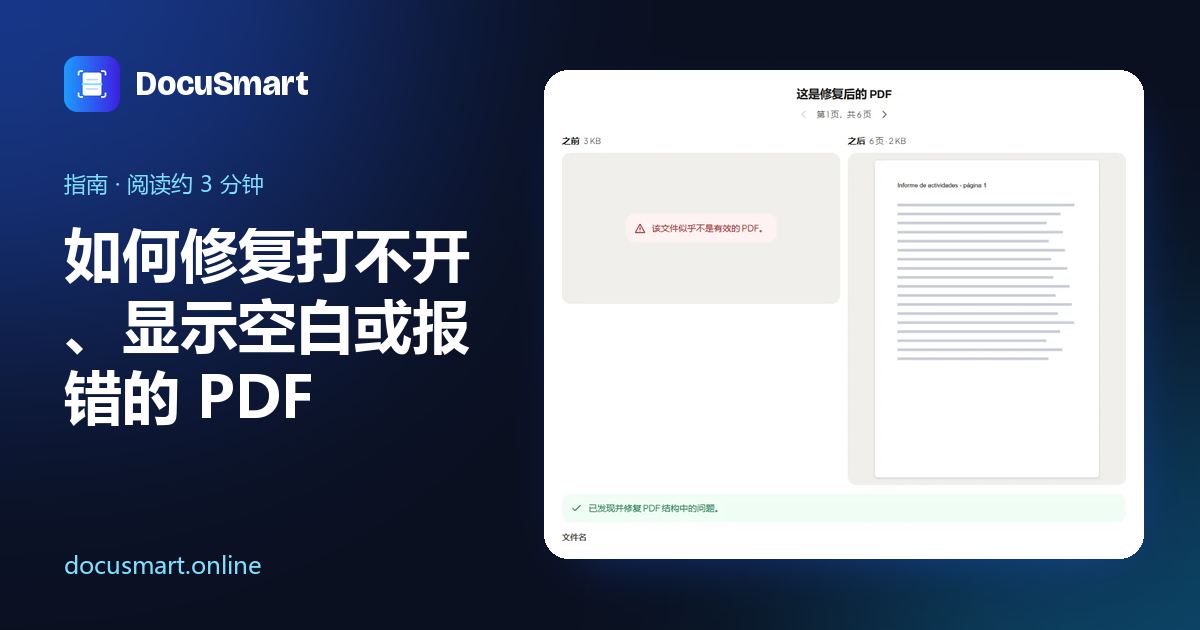 DocuSmart
指南 · 阅读约 3 分钟
如何修复打不开
、显示空白或报
错的 PDF
docusmart.online
这是修复后的 PDF
第1页，共6页
之前 3 KB
之后 6 页 · 2 KB
该文件似乎不是有效的 PDF。
Informe de actividades - página 1
已发现并修复 PDF 结构中的问题。
文件名